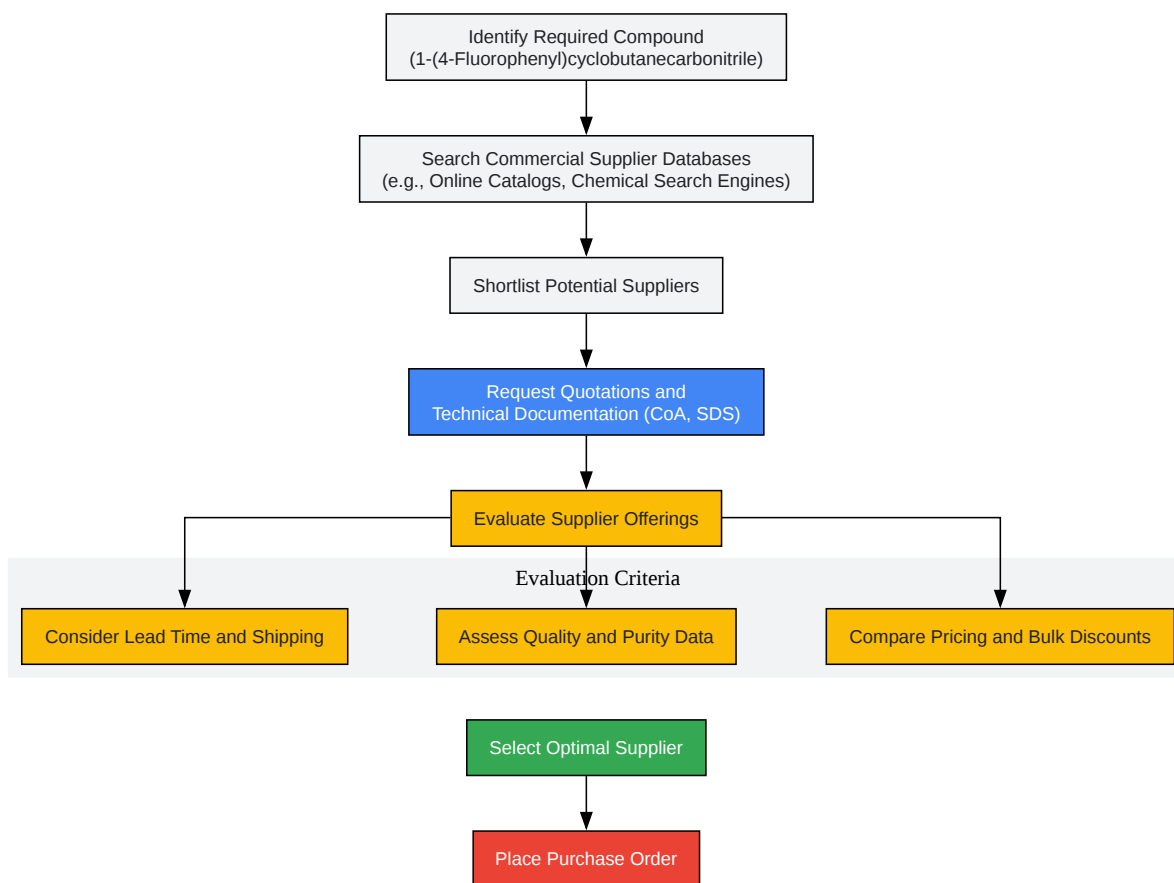 Identify Required Compound
(1-(4-Fluorophenyl)cyclobutanecarbonitrile)
Search Commercial Supplier Databases
(e.g., Online Catalogs, Chemical Search Engines)
Shortlist Potential Suppliers
Request Quotations and
Technical Documentation (CoA, SDS)
Evaluate Supplier Offerings
Evaluation Criteria
Consider Lead Time and Shipping
Assess Quality and Purity Data
Compare Pricing and Bulk Discounts
Select Optimal Supplier
Place Purchase Order